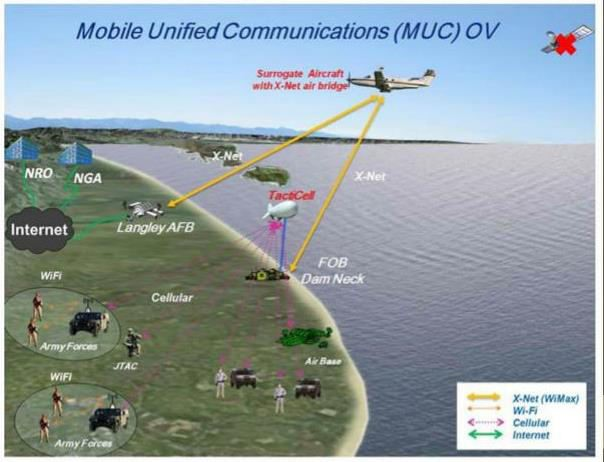 Mobile Unified Communications (MUC) OV
Surrogate Aircraft
with X-Net air bridge
NRO
NGA
X-Net
X-Net
TactiCell
Internet
Langley AFB
FOB
Dam Neck
WiFi
Cellular
Army Forces
JTAC
Air Base
WiFi
Army Forces
X-Net (WiMax)
Wi-Fi
Cellular
Internet